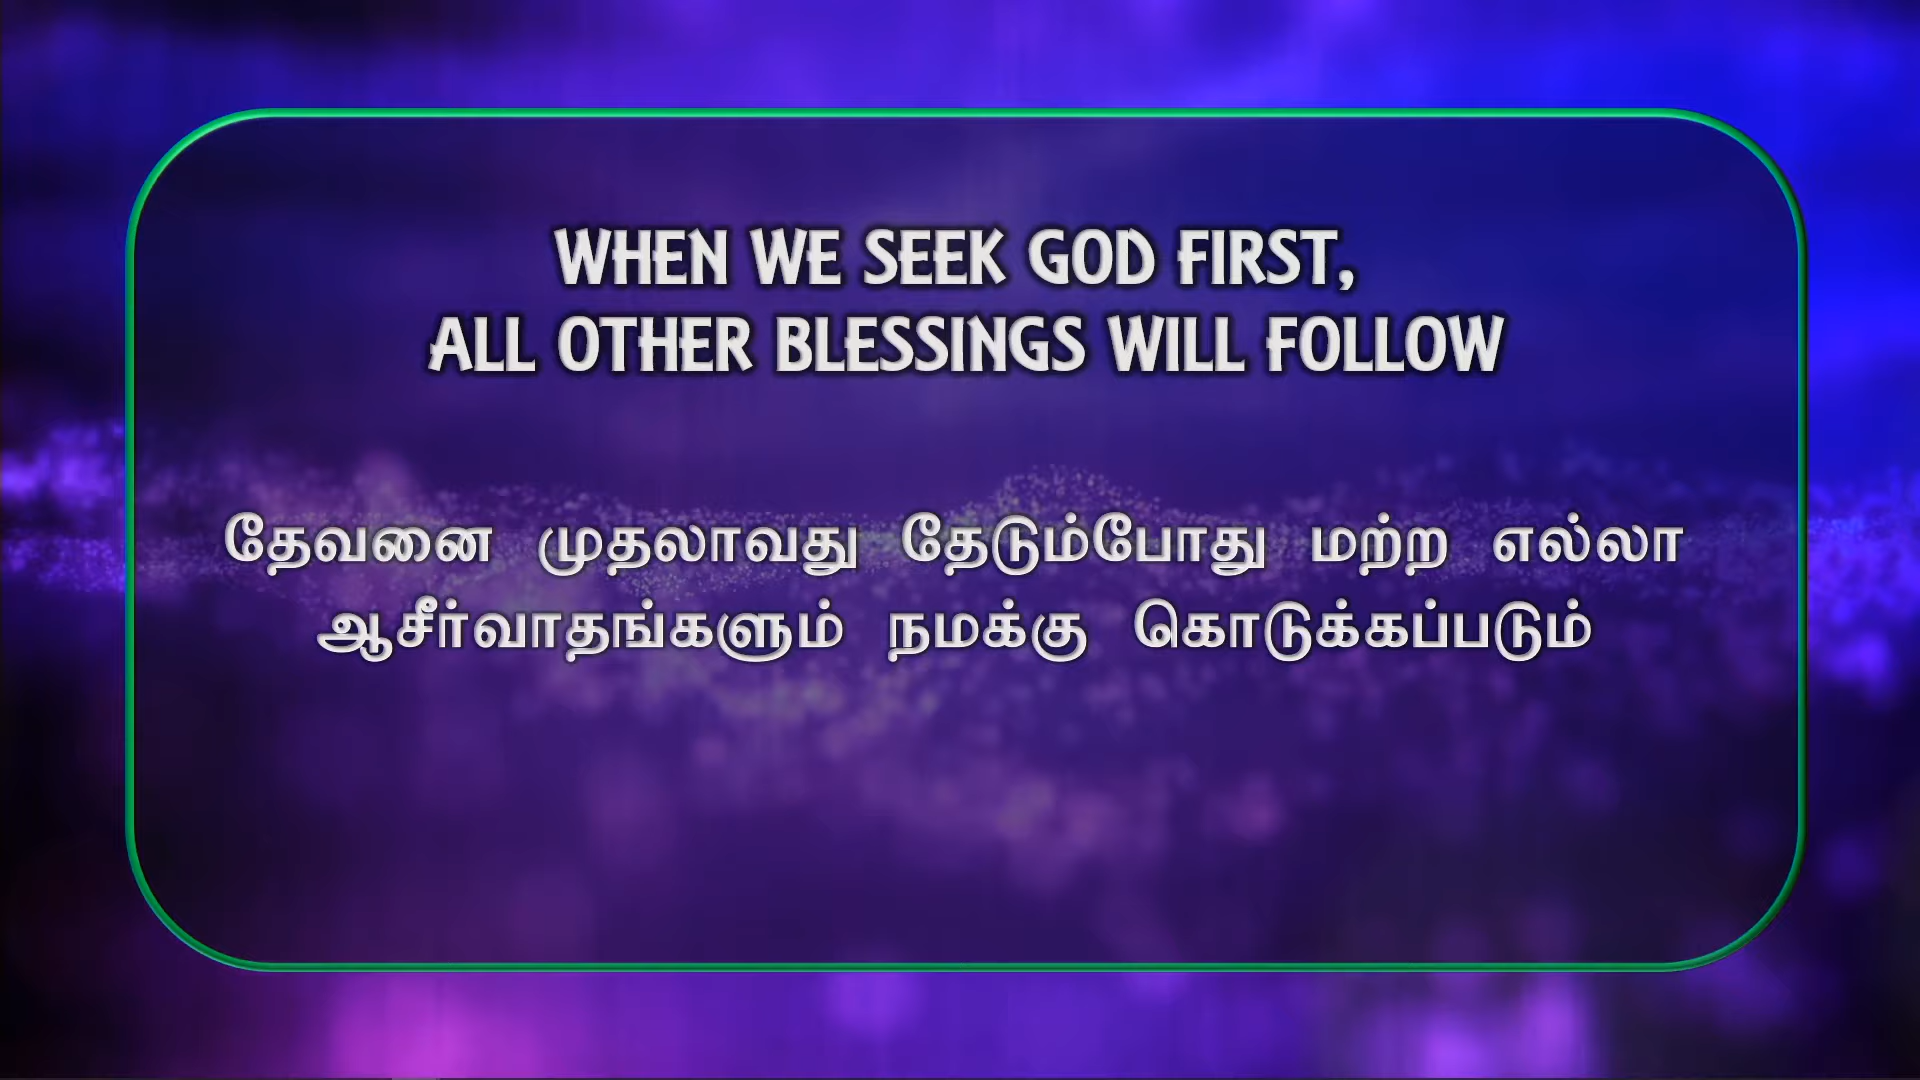 WHEN WE SEEK GOD FIRST,
ALL OTHER BLESSINGS WILL FOLLOW
தேவனை முதலாவது தேடும்போது மற்ற எல்லா
ஆசீர்வாதங்களும் நமக்கு கொடுக்கப்படும்